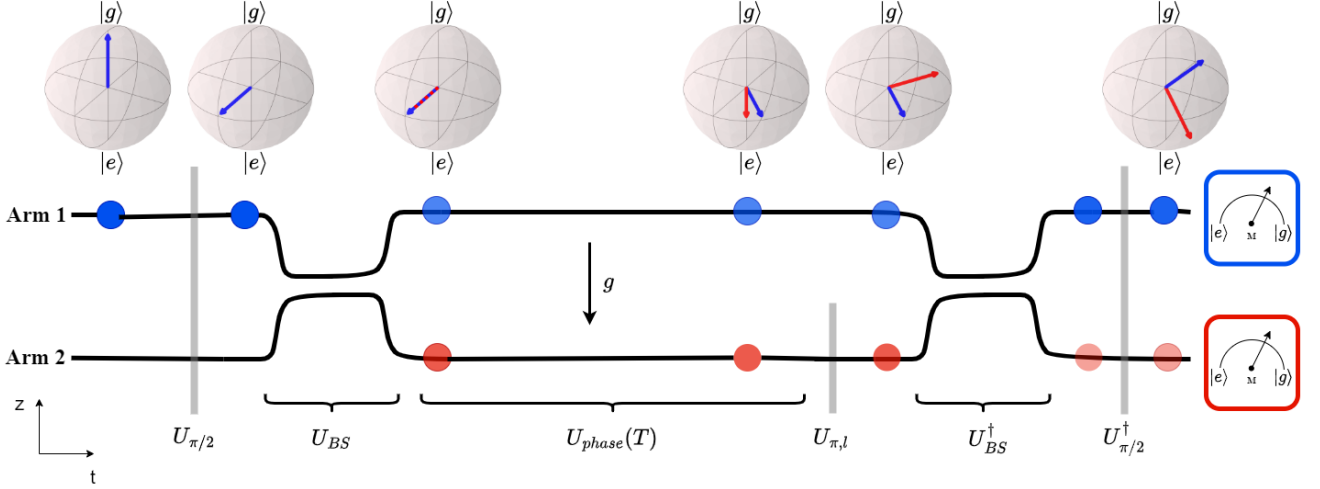 |g⟩ |g⟩ |g⟩ |g⟩ |g⟩ |g⟩
|e⟩ |e⟩ |e⟩ |e⟩ |e⟩ |e⟩
Arm 1
|e⟩ M |g⟩
g
Arm 2
|e⟩ M |g⟩
z
t
U_{π/2} U_{BS} U_{phase}(T) U_{π,l} U_{BS}^† U_{π/2}^†